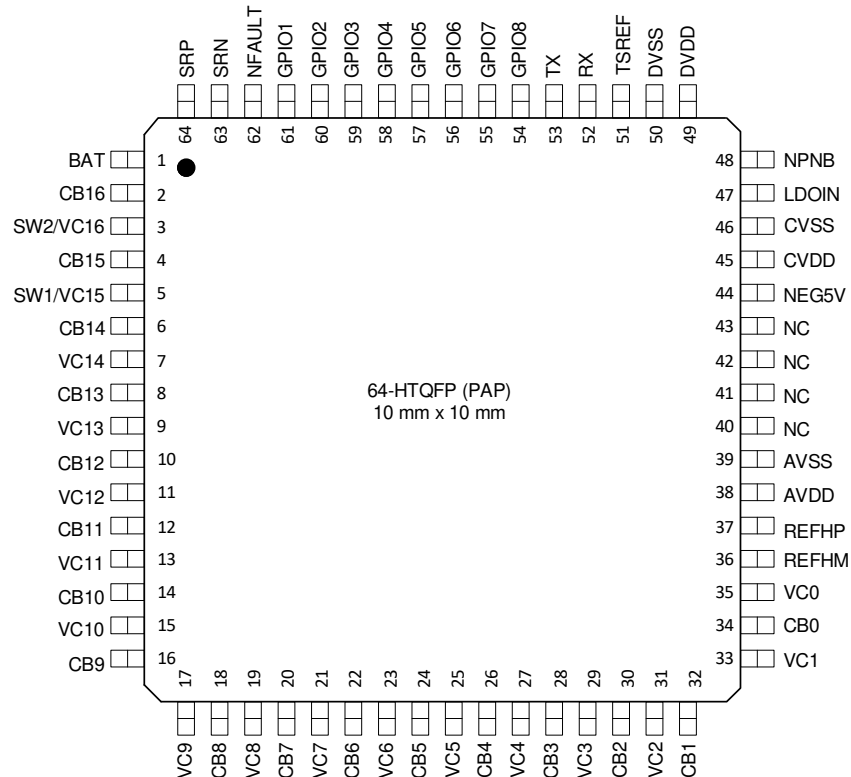 SRP
SRN
NFAULT
GPIO1
GPIO2
GPIO3
GPIO4
GPIO5
GPIO6
GPIO7
GPIO8
TX
RX
TSREF
DVSS
DVDD
64
63
62
61
60
59
58
57
56
55
54
53
52
51
50
49
BAT 1
CB16 2
SW2/VC16 3
CB15 4
SW1/VC15 5
CB14 6
VC14 7
CB13 8
VC13 9
CB12 10
VC12 11
CB11 12
VC11 13
CB10 14
VC10 15
CB9 16
64-HTQFP (PAP)
10 mm x 10 mm
48 NPNB
47 LDOIN
46 CVSS
45 CVDD
44 NEG5V
43 NC
42 NC
41 NC
40 NC
39 AVSS
38 AVDD
37 REFHP
36 REFHM
35 VC0
34 CB0
33 VC1
17
18
19
20
21
22
23
24
25
26
27
28
29
30
31
32
VC9
CB8
VC8
CB7
VC7
CB6
VC6
CB5
VC5
CB4
VC4
CB3
VC3
CB2
VC2
CB1